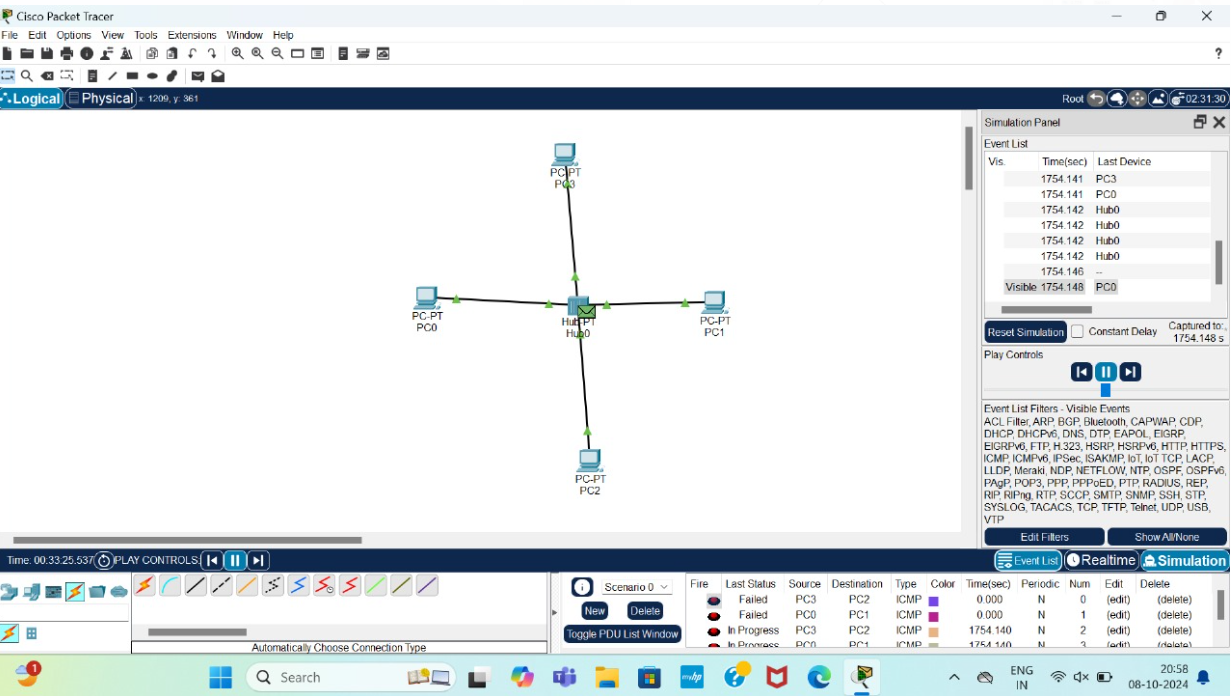 Cisco Packet Tracer
File Edit Options View Tools Extensions Window Help
?
Logical Physical x: 1209, y: 361
Root 02:31:30
PC-PT
PC3
PC-PT
PC0
Hub-PT
Hub0
PC-PT
PC1
PC-PT
PC2
Simulation Panel
Event List
Vis. Time(sec) Last Device
1754.141 PC3
1754.141 PC0
1754.142 Hub0
1754.142 Hub0
1754.142 Hub0
1754.142 Hub0
1754.146 --
Visible 1754.148 PC0
Reset Simulation Constant Delay Captured to:,
1754.148 s
Play Controls
Event List Filters - Visible Events
ACL Filter, ARP, BGP, Bluetooth, CAPWAP, CDP,
DHCP, DHCPv6, DNS, DTP, EAPOL, EIGRP,
EIGRPv6, FTP, H.323, HSRP, HSRPv6, HTTP, HTTPS,
ICMP, ICMPv6, IPSec, ISAKMP, IoT, IoT TCP, LACP,
LLDP, Meraki, NDP, NETFLOW, NTP, OSPF, OSPFv6,
PAgP, POP3, PPP, PPPoED, PTP, RADIUS, REP,
RIP, RIPng, RTP, SCCP, SMTP, SNMP, SSH, STP,
SYSLOG, TACACS, TCP, TFTP, Telnet, UDP, USB,
VTP
Edit Filters Show All/None
Time: 00:33:25.537 PLAY CONTROLS:
Event List Realtime Simulation
Scenario 0
New Delete
Toggle PDU List Window
Fire Last Status Source Destination Type Color Time(sec) Periodic Num Edit Delete
Failed PC3 PC2 ICMP 0.000 N 0 (edit) (delete)
Failed PC0 PC1 ICMP 0.000 N 1 (edit) (delete)
In Progress PC3 PC2 ICMP 1754.140 N 2 (edit) (delete)
In Progress PC0 PC1 ICMP 1754.140 N 3 (edit) (delete)
Automatically Choose Connection Type
1
Search
myhp
ENG
IN
20:58
08-10-2024